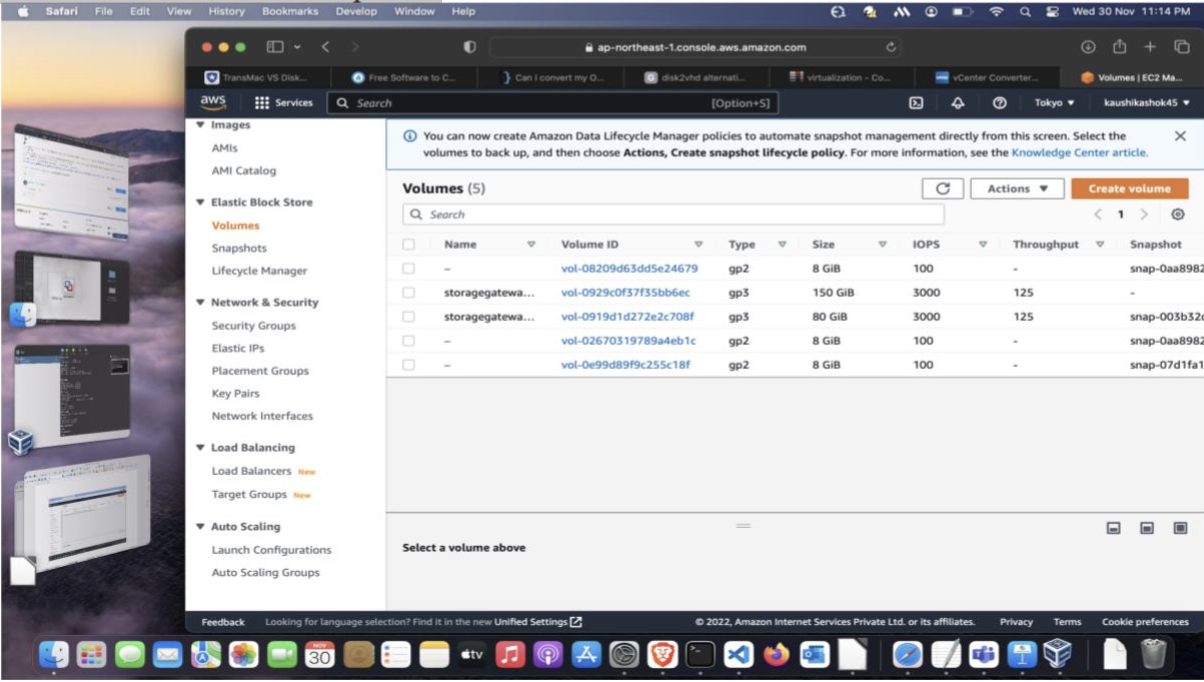 Safari File Edit View History Bookmarks Develop Window Help Wed 30 Nov 11:14 PM
ap-northeast-1.console.aws.amazon.com
TransMac VS Disk... Free Software to C... Can I convert my O... disk2vhd alternati... virtualization - Co... vCenter Converter... Volumes | EC2 Ma...
aws Services Search [Option+S] Tokyo kaushikashok45
Images
AMIs
AMI Catalog
Elastic Block Store
Volumes
Snapshots
Lifecycle Manager
Network & Security
Security Groups
Elastic IPs
Placement Groups
Key Pairs
Network Interfaces
Load Balancing
Load Balancers New
Target Groups New
Auto Scaling
Launch Configurations
Auto Scaling Groups
You can now create Amazon Data Lifecycle Manager policies to automate snapshot management directly from this screen. Select the
volumes to back up, and then choose Actions, Create snapshot lifecycle policy. For more information, see the Knowledge Center article.
Volumes (5) Actions Create volume
Search 1
Name Volume ID Type Size IOPS Throughput Snapshot
– vol-08209d63dd5e24679 gp2 8 GiB 100 - snap-0aa8982
storagegatewa... vol-0929c0f37f35bb6ec gp3 150 GiB 3000 125 -
storagegatewa... vol-0919d1d272e2c708f gp3 80 GiB 3000 125 snap-003b32c
– vol-02670319789a4eb1c gp2 8 GiB 100 - snap-0aa8982
– vol-0e99d89f9c255c18f gp2 8 GiB 100 - snap-07d1fa1
Select a volume above
Feedback Looking for language selection? Find it in the new Unified Settings © 2022, Amazon Internet Services Private Ltd. or its affiliates. Privacy Terms Cookie preferences
NOV
30
tv